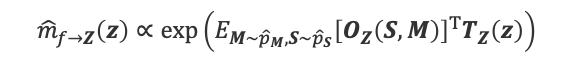 m̂_{f→Z}(z) ∝ exp(E_{M∼p̂_M,S∼p̂_S}[O_Z(S, M)]^T T_Z(z))